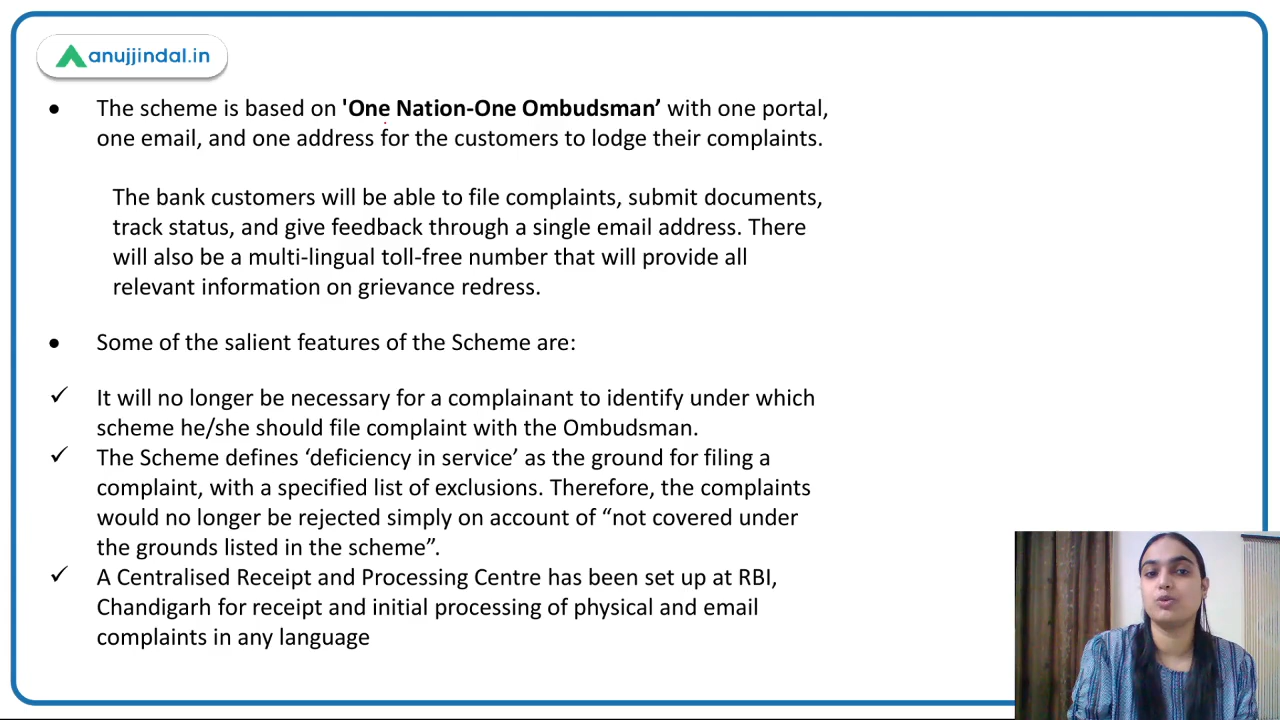 anujjindal.in
● The scheme is based on 'One Nation-One Ombudsman’ with one portal,
one email, and one address for the customers to lodge their complaints.
The bank customers will be able to file complaints, submit documents,
track status, and give feedback through a single email address. There
will also be a multi-lingual toll-free number that will provide all
relevant information on grievance redress.
● Some of the salient features of the Scheme are:
✓ It will no longer be necessary for a complainant to identify under which
scheme he/she should file complaint with the Ombudsman.
✓ The Scheme defines ‘deficiency in service’ as the ground for filing a
complaint, with a specified list of exclusions. Therefore, the complaints
would no longer be rejected simply on account of “not covered under
the grounds listed in the scheme”.
✓ A Centralised Receipt and Processing Centre has been set up at RBI,
Chandigarh for receipt and initial processing of physical and email
complaints in any language